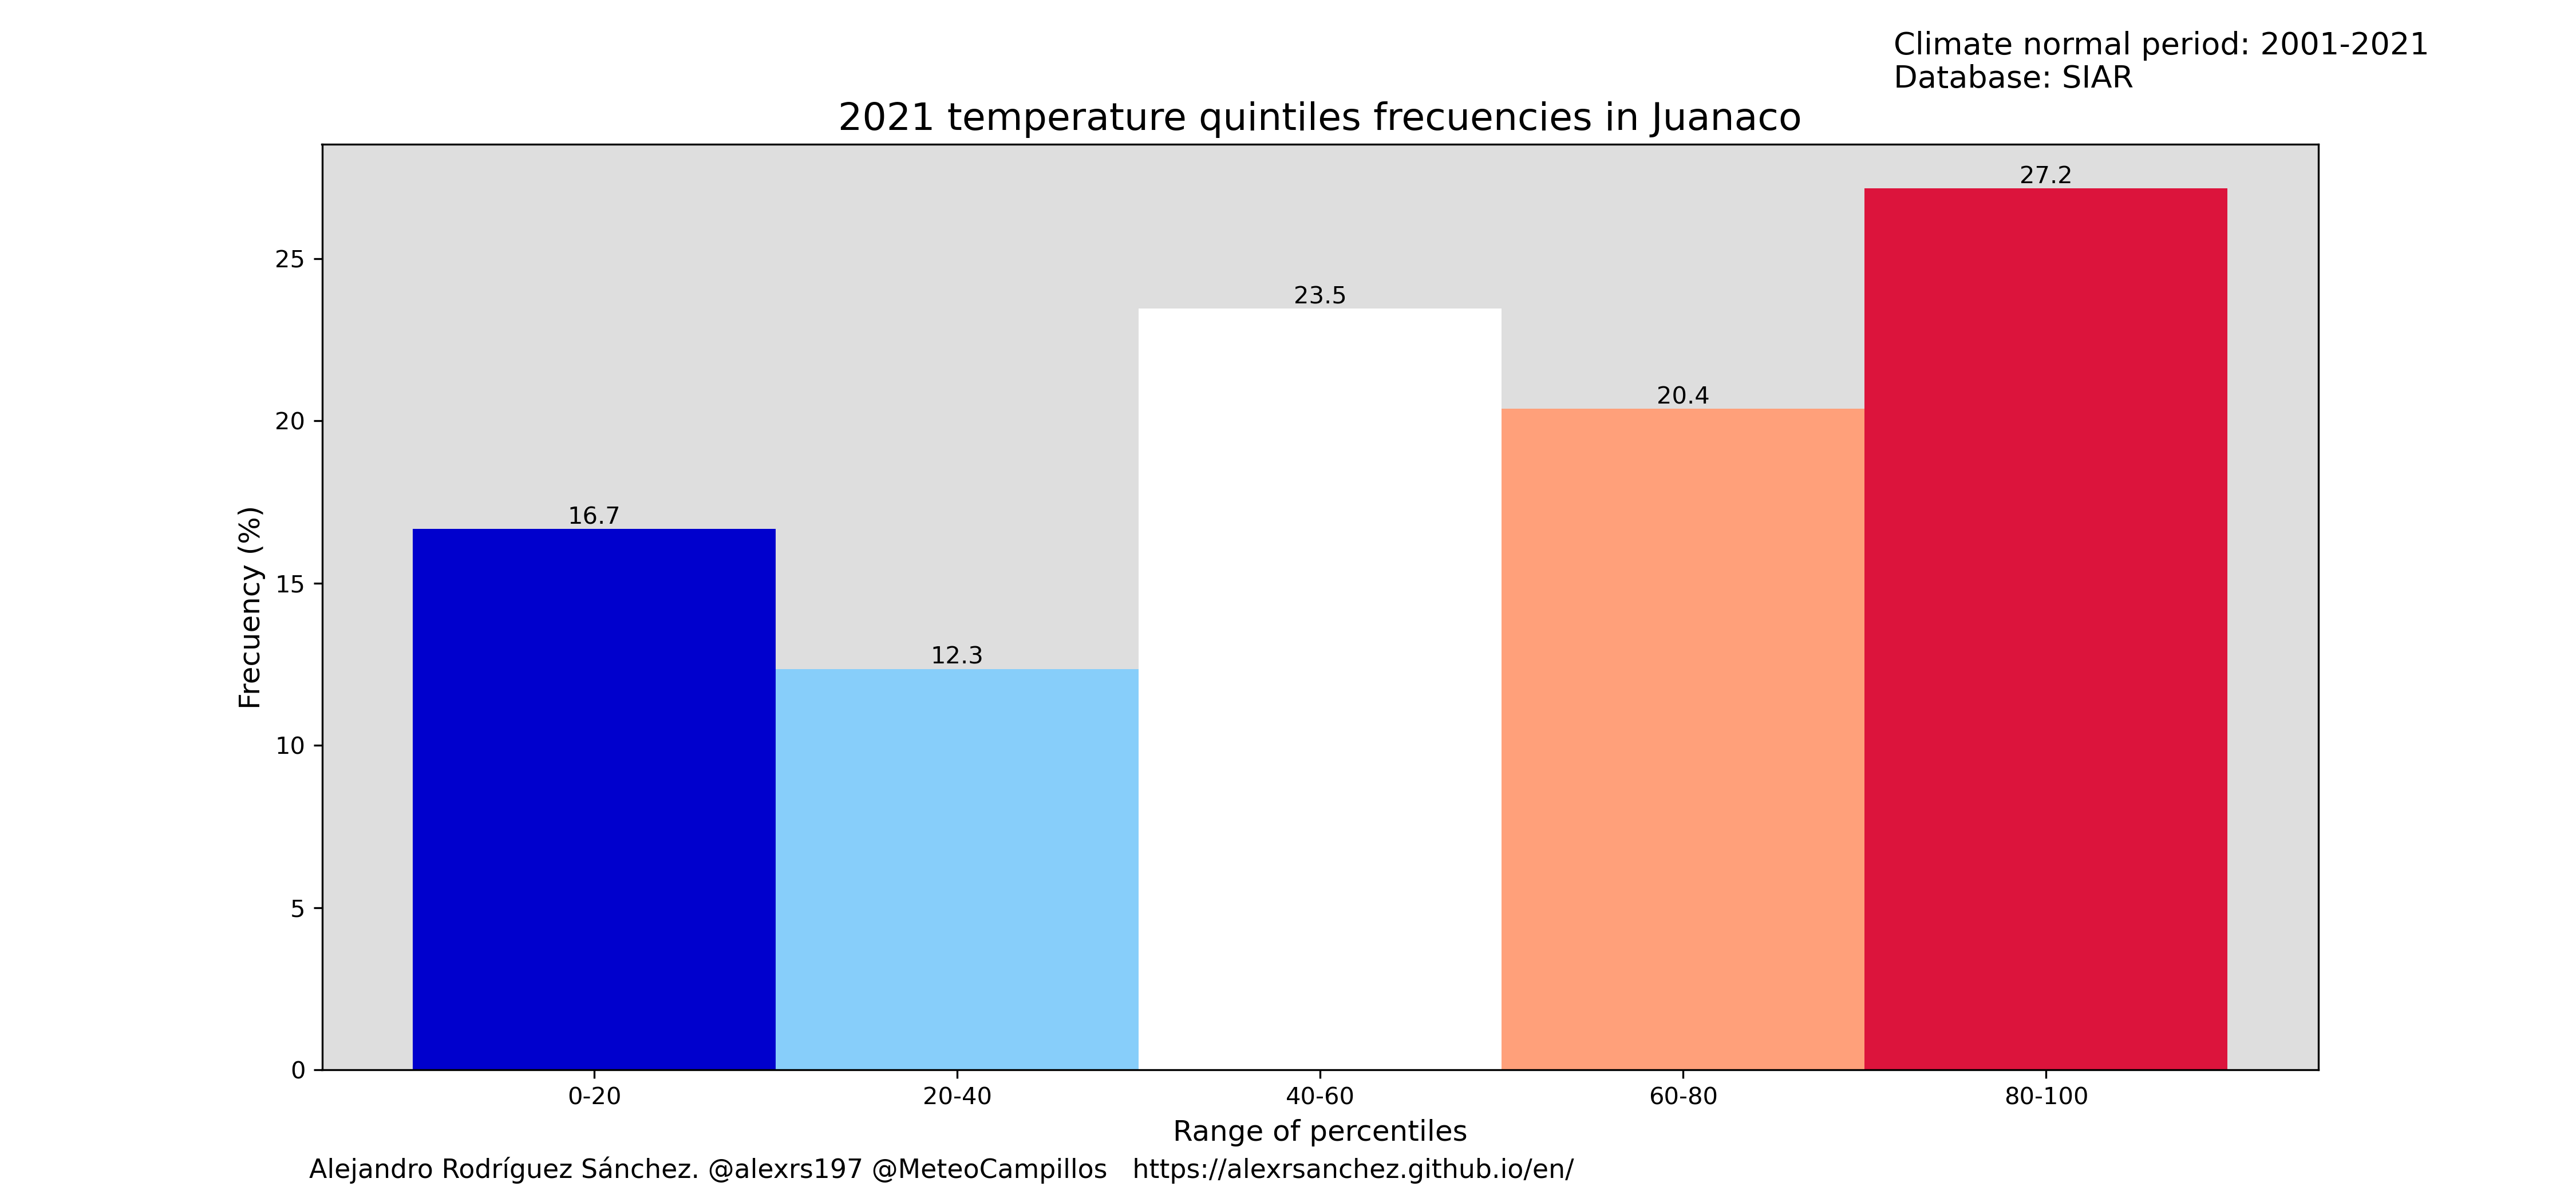 Climate normal period: 2001-2021
Database: SIAR
2021 temperature quintiles frecuencies in Juanaco
27.2
25
23.5
20.4
20
16.7
15
12.3
10
5
0
Frecuency (%)
0-20 20-40 40-60 60-80 80-100
Range of percentiles
Alejandro Rodríguez Sánchez. @alexrs197 @MeteoCampillos https://alexrsanchez.github.io/en/